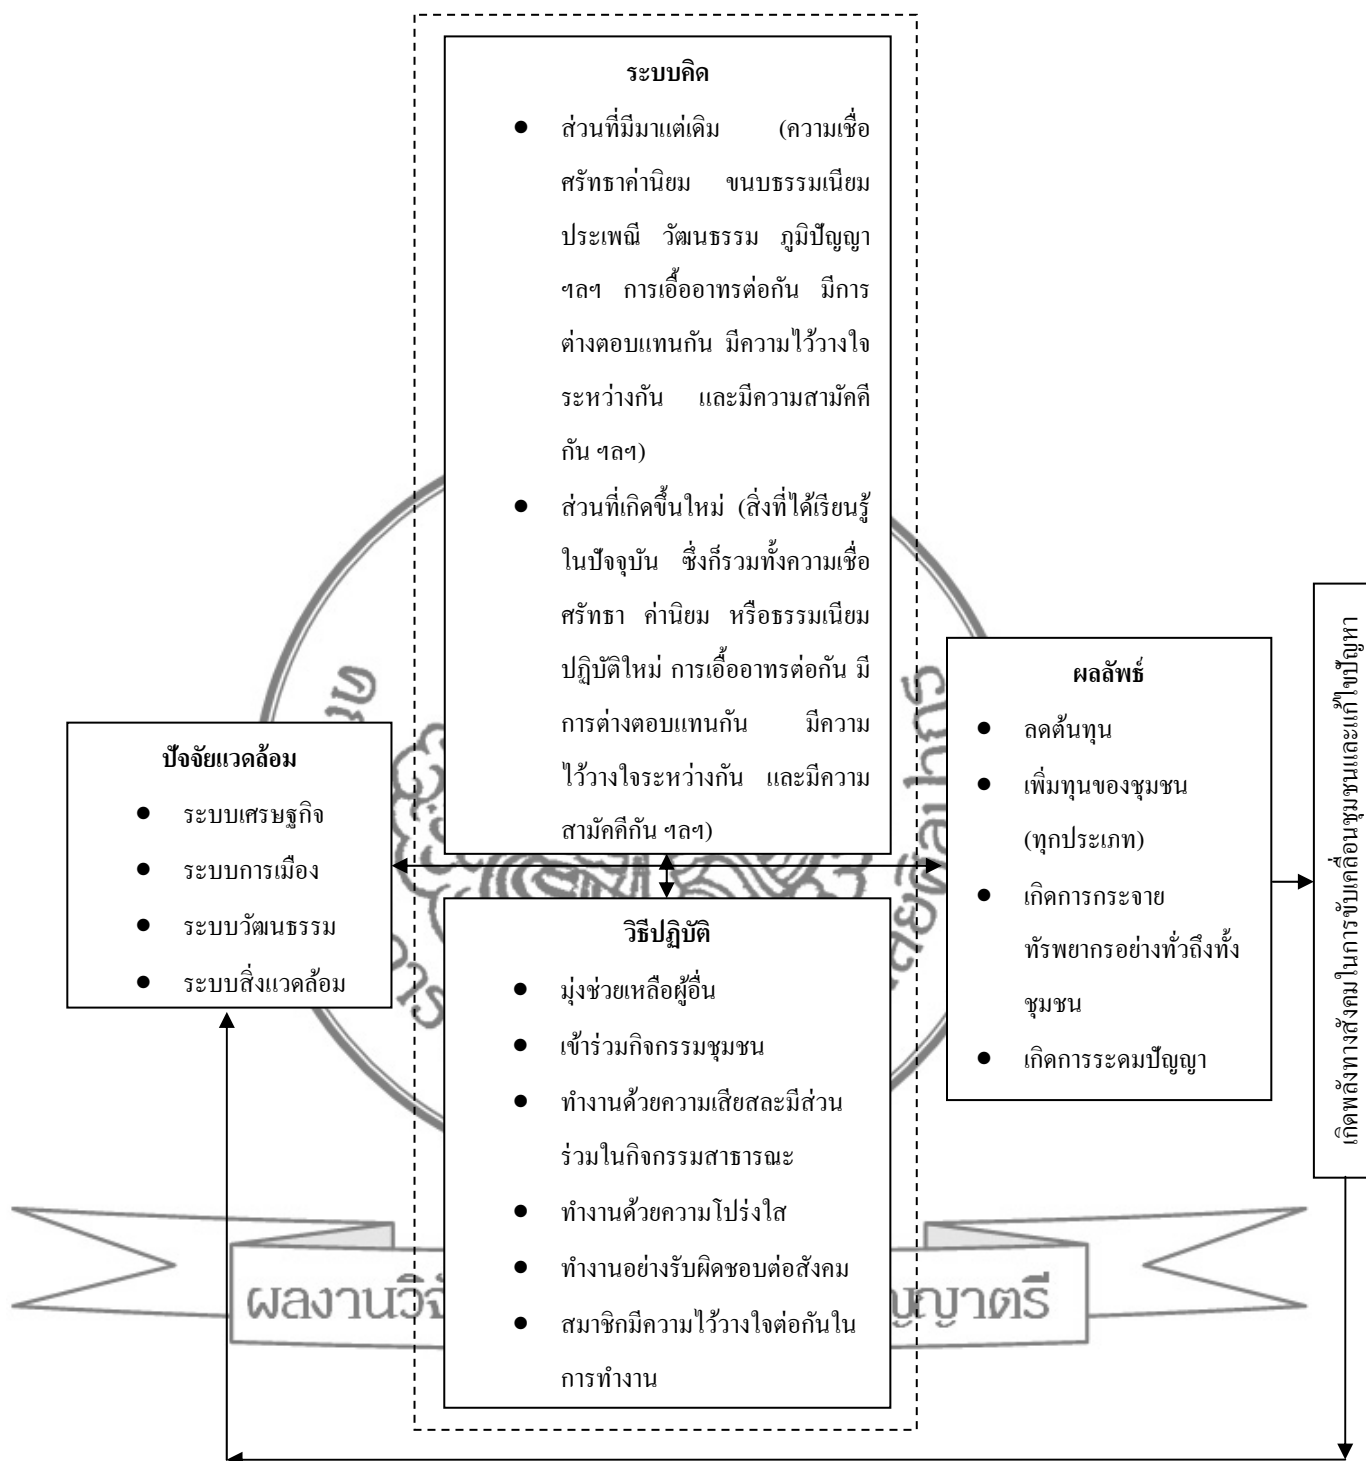 ระบบคิด
● ส่วนที่มีมาแต่เดิม (ความเชื่อ
ศรัทธาค่านิยม ขนบธรรมเนียม
ประเพณี วัฒนธรรม ภูมิปัญญา
ฯลฯ การเอื้ออาทรต่อกัน มีการ
ต่างตอบแทนกัน มีความไว้วางใจ
ระหว่างกัน และมีความสามัคคี
กัน ฯลฯ)
● ส่วนที่เกิดขึ้นใหม่ (สิ่งที่ได้เรียนรู้
ในปัจจุบัน ซึ่งก็รวมทั้งความเชื่อ
ศรัทธา ค่านิยม หรือธรรมเนียม
ปฏิบัติใหม่ การเอื้ออาทรต่อกัน มี
การต่างตอบแทนกัน มีความ
ไว้วางใจระหว่างกัน และมีความ
สามัคคีกัน ฯลฯ)
ปัจจัยแวดล้อม
● ระบบเศรษฐกิจ
● ระบบการเมือง
● ระบบวัฒนธรรม
● ระบบสิ่งแวดล้อม
วิธีปฏิบัติ
● มุ่งช่วยเหลือผู้อื่น
● เข้าร่วมกิจกรรมชุมชน
● ทำงานด้วยความเสียสละมีส่วน
ร่วมในกิจกรรมสาธารณะ
● ทำงานด้วยความโปร่งใส
● ทำงานอย่างรับผิดชอบต่อสังคม
● สมาชิกมีความไว้วางใจต่อกันใน
การทำงาน
ผลลัพธ์
● ลดต้นทุน
● เพิ่มทุนของชุมชน
(ทุกประเภท)
● เกิดการกระจาย
ทรัพยากรอย่างทั่วถึงทั้ง
ชุมชน
● เกิดการระดมปัญญา
เกิดพลังทางสังคมในการขับเคลื่อนชุมชนและแก้ไขปัญหา
ผลงานวิจั ญญาตรี